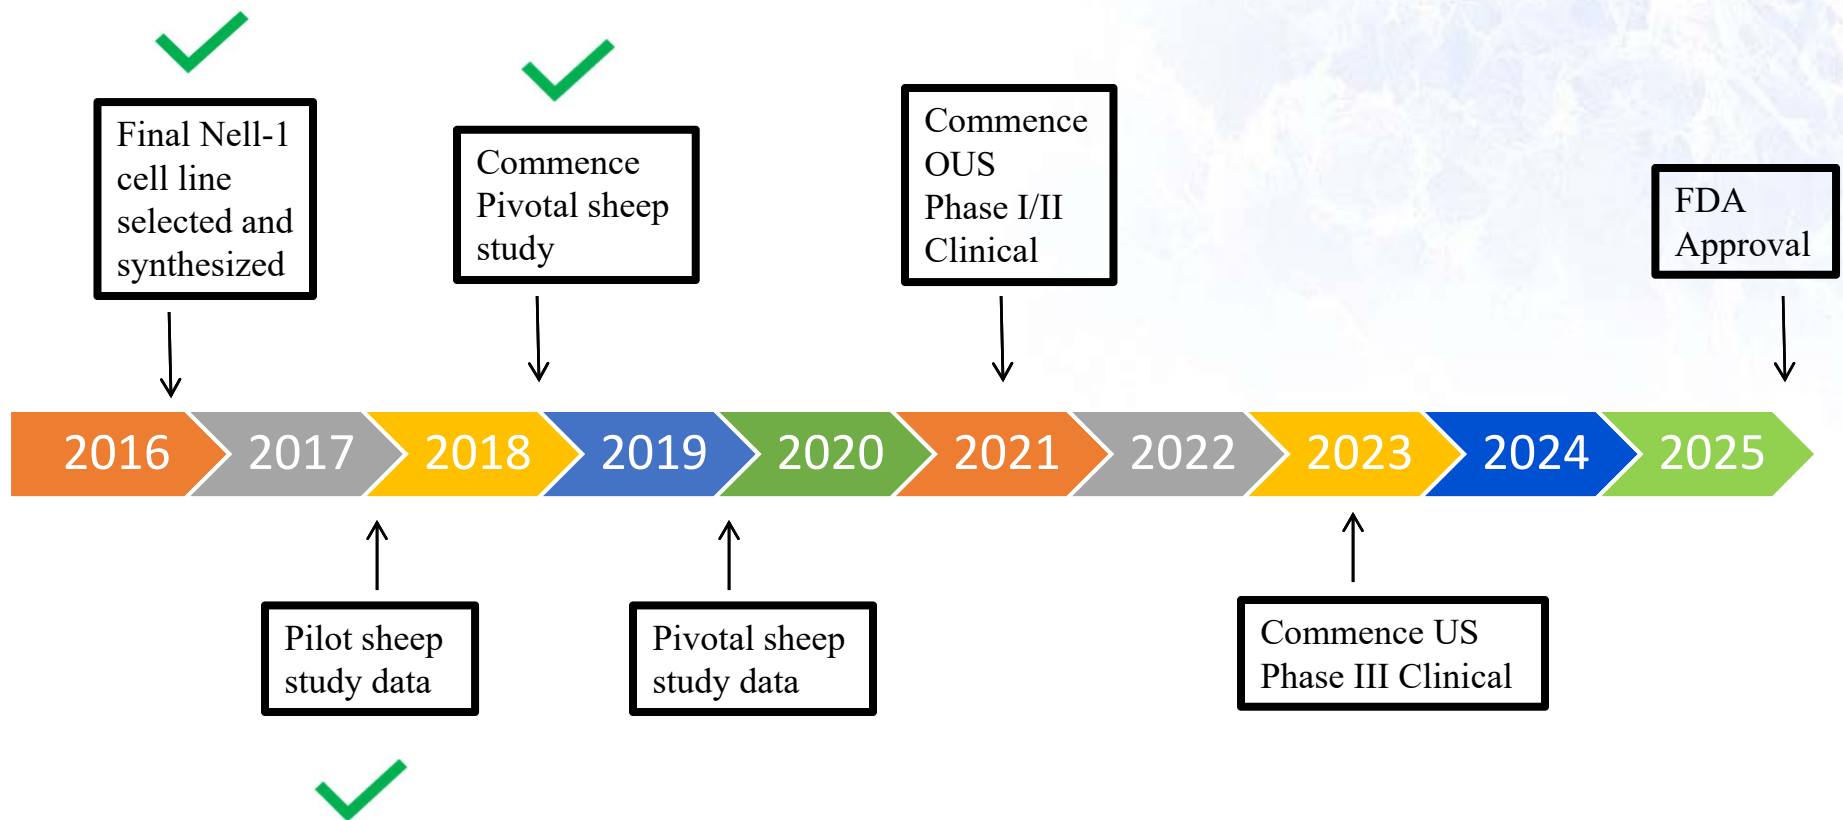 Final Nell-1
cell line
selected and
synthesized
Commence
Pivotal sheep
study
Commence
OUS
Phase I/II
Clinical
FDA
Approval
2016
2017
2018
2019
2020
2021
2022
2023
2024
2025
Pilot sheep
study data
Pivotal sheep
study data
Commence US
Phase III Clinical